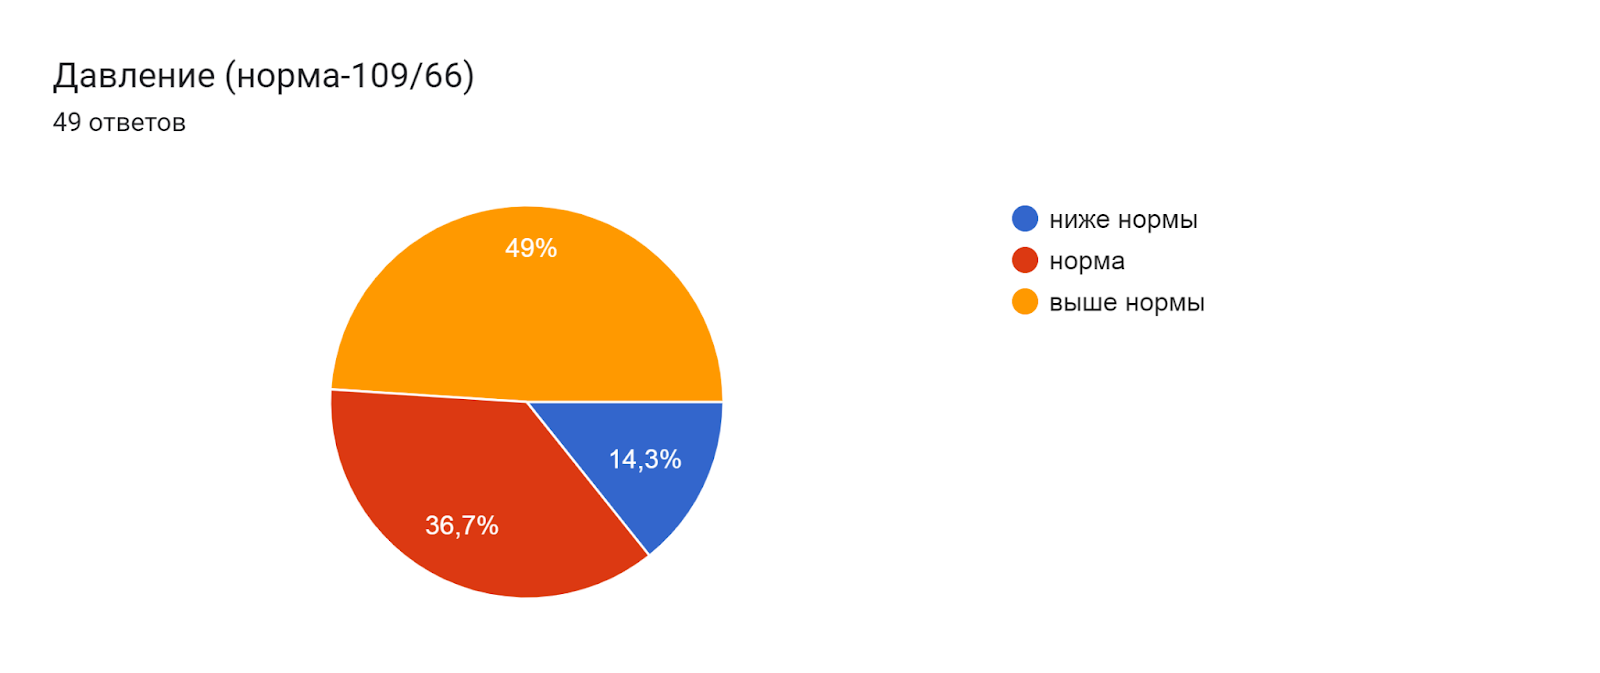 Давление (норма-109/66)
49 ответов
49%
14,3%
36,7%
ниже нормы
норма
выше нормы